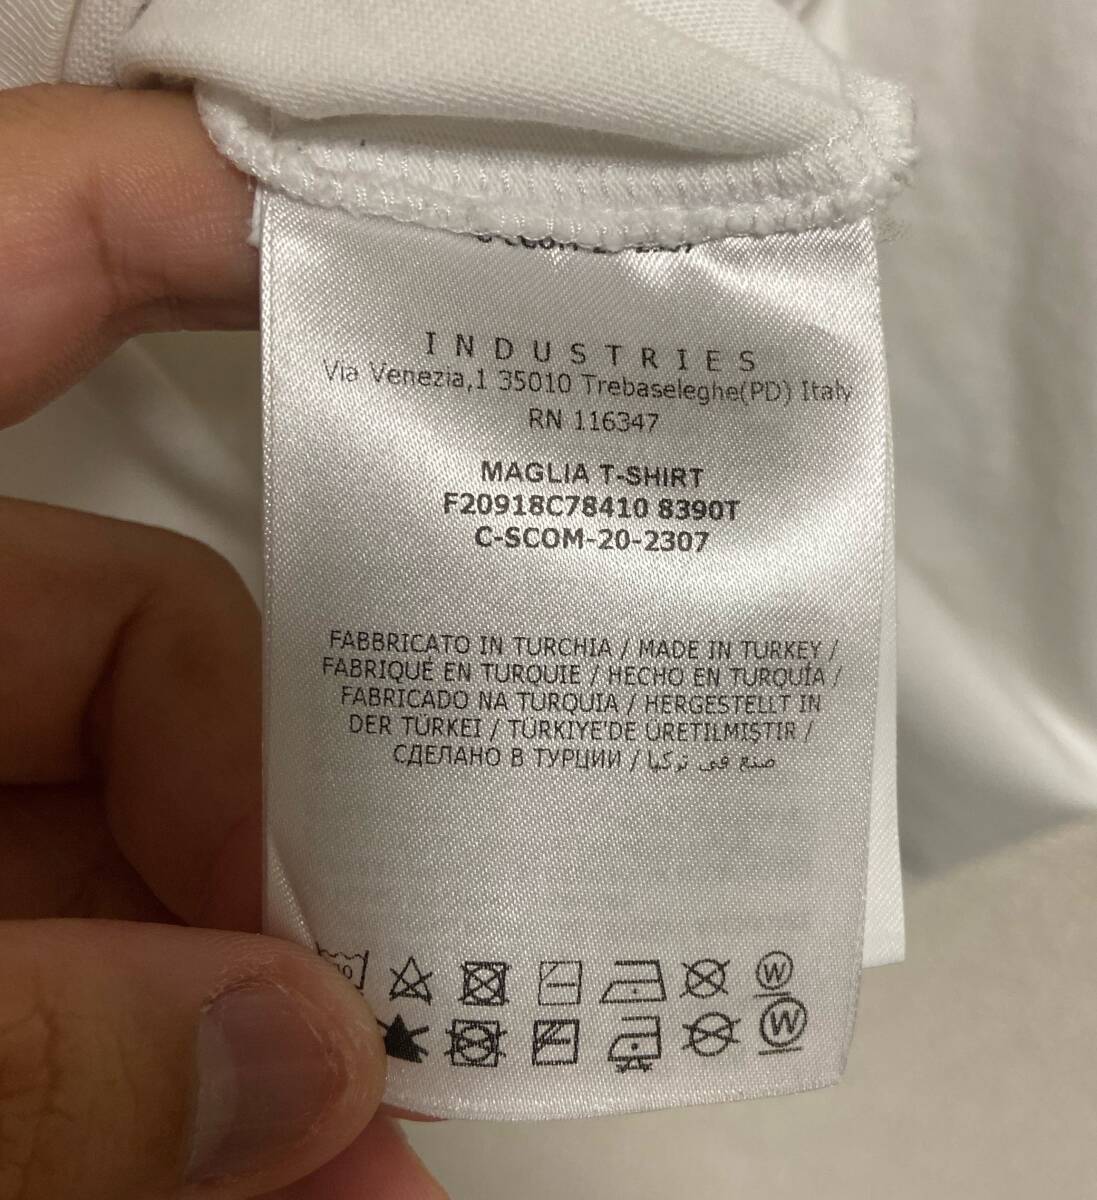 I N D U S T R I E S
Via Venezia,1 35010 Trebaseleghe(PD) Italy
RN 116347
MAGLIA T-SHIRT
F20918C78410 8390T
C-SCOM-20-2307
FABBRICATO IN TURCHIA / MADE IN TURKEY /
FABRIQUÉ EN TURQUIE / HECHO EN TURQUÍA /
FABRICADO NA TURQUIA / HERGESTELLT IN
DER TÜRKEI / TÜRKIYE'DE ÜRETILMIŞTIR /
СДЕЛАНО В ТУРЦИИ / صنع في تركيا
W
W